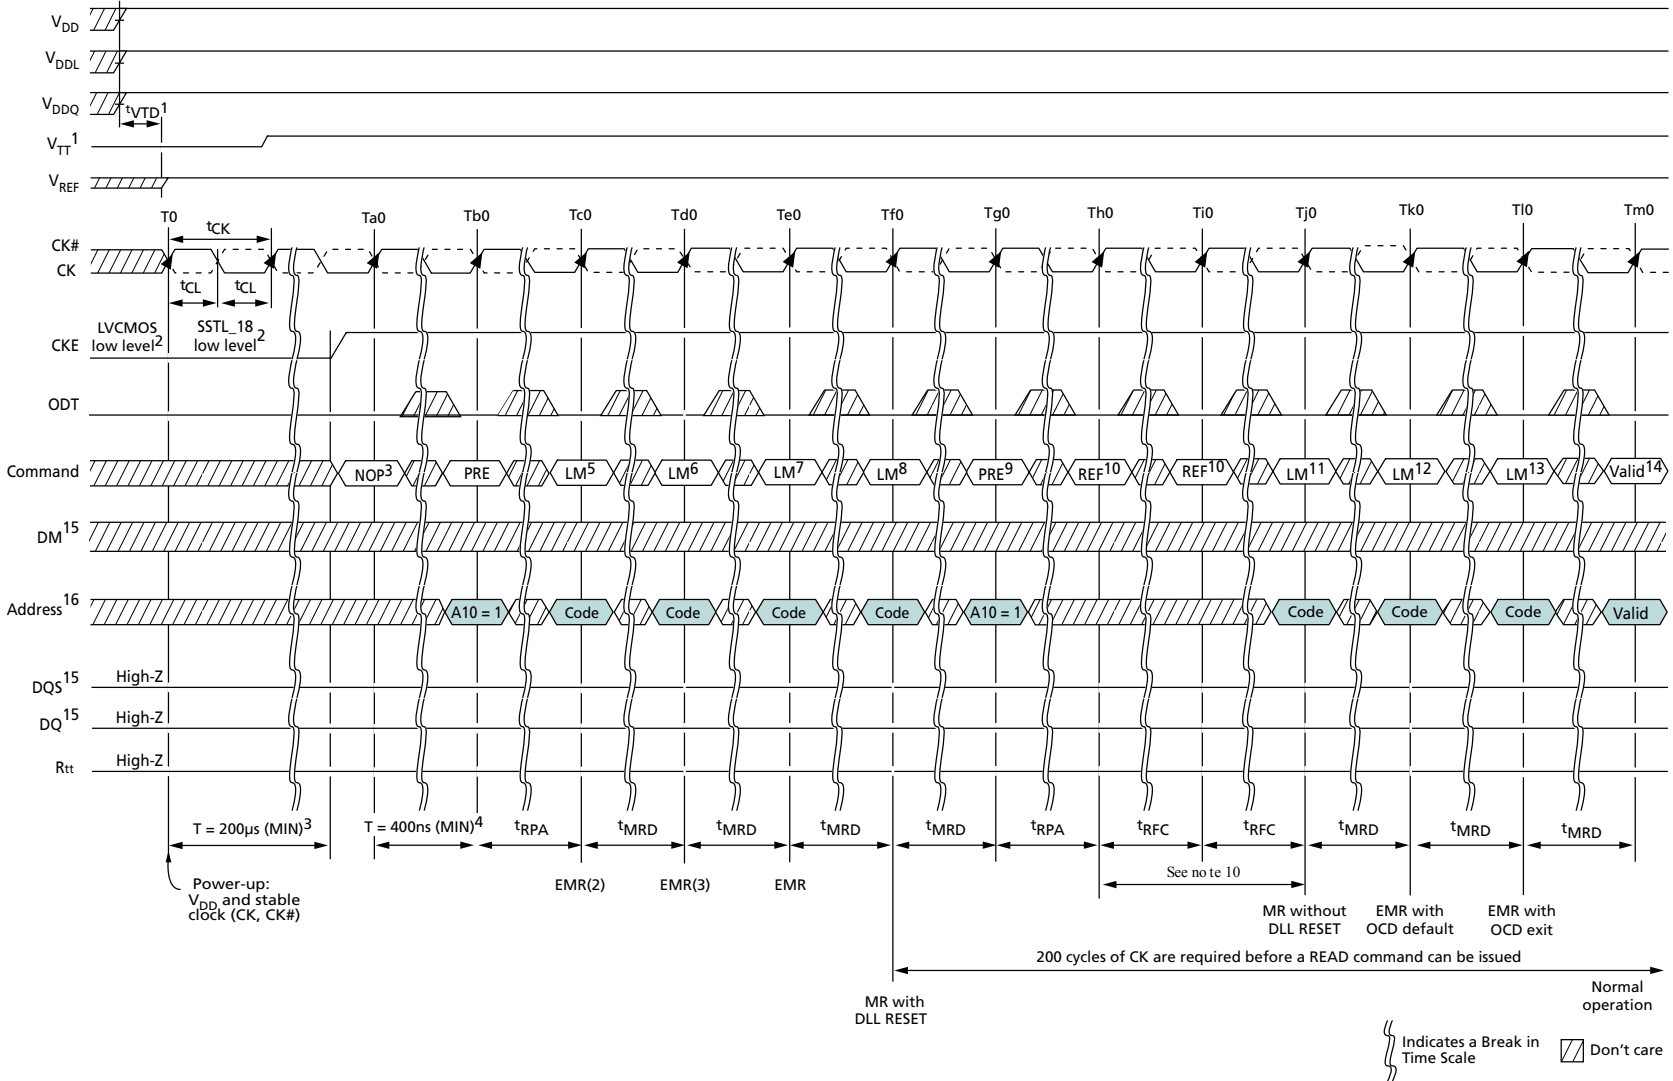 VDD
VDDL
VDDQ
tVTD1
VTT1
VREF
T0 Ta0 Tb0 Tc0 Td0 Te0 Tf0 Tg0 Th0 Ti0 Tj0 Tk0 Tl0 Tm0
tCK
CK#
CK
tCL tCL
LVCMOS low level2
SSTL_18 low level2
CKE
ODT
Command NOP3 PRE LM5 LM6 LM7 LM8 PRE9 REF10 REF10 LM11 LM12 LM13 Valid14
DM15
Address16 A10 = 1 Code Code Code Code A10 = 1 Code Code Code Valid
DQS15 High-Z
DQ15 High-Z
Rtt High-Z
T = 200µs (MIN)3 T = 400ns (MIN)4 tRPA tMRD tMRD tMRD tMRD tRPA tRFC tRFC tMRD tMRD tMRD
See note 10
Power-up:
VDD and stable
clock (CK, CK#)
EMR(2) EMR(3) EMR
MR without
DLL RESET
EMR with
OCD default
EMR with
OCD exit
200 cycles of CK are required before a READ command can be issued
MR with
DLL RESET
Normal
operation
Indicates a Break in
Time Scale
Don't care